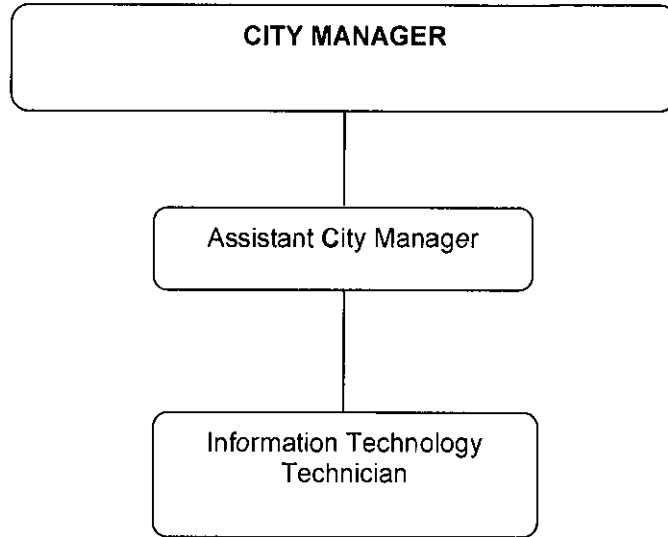 CITY MANAGER
Assistant City Manager
Information Technology
Technician